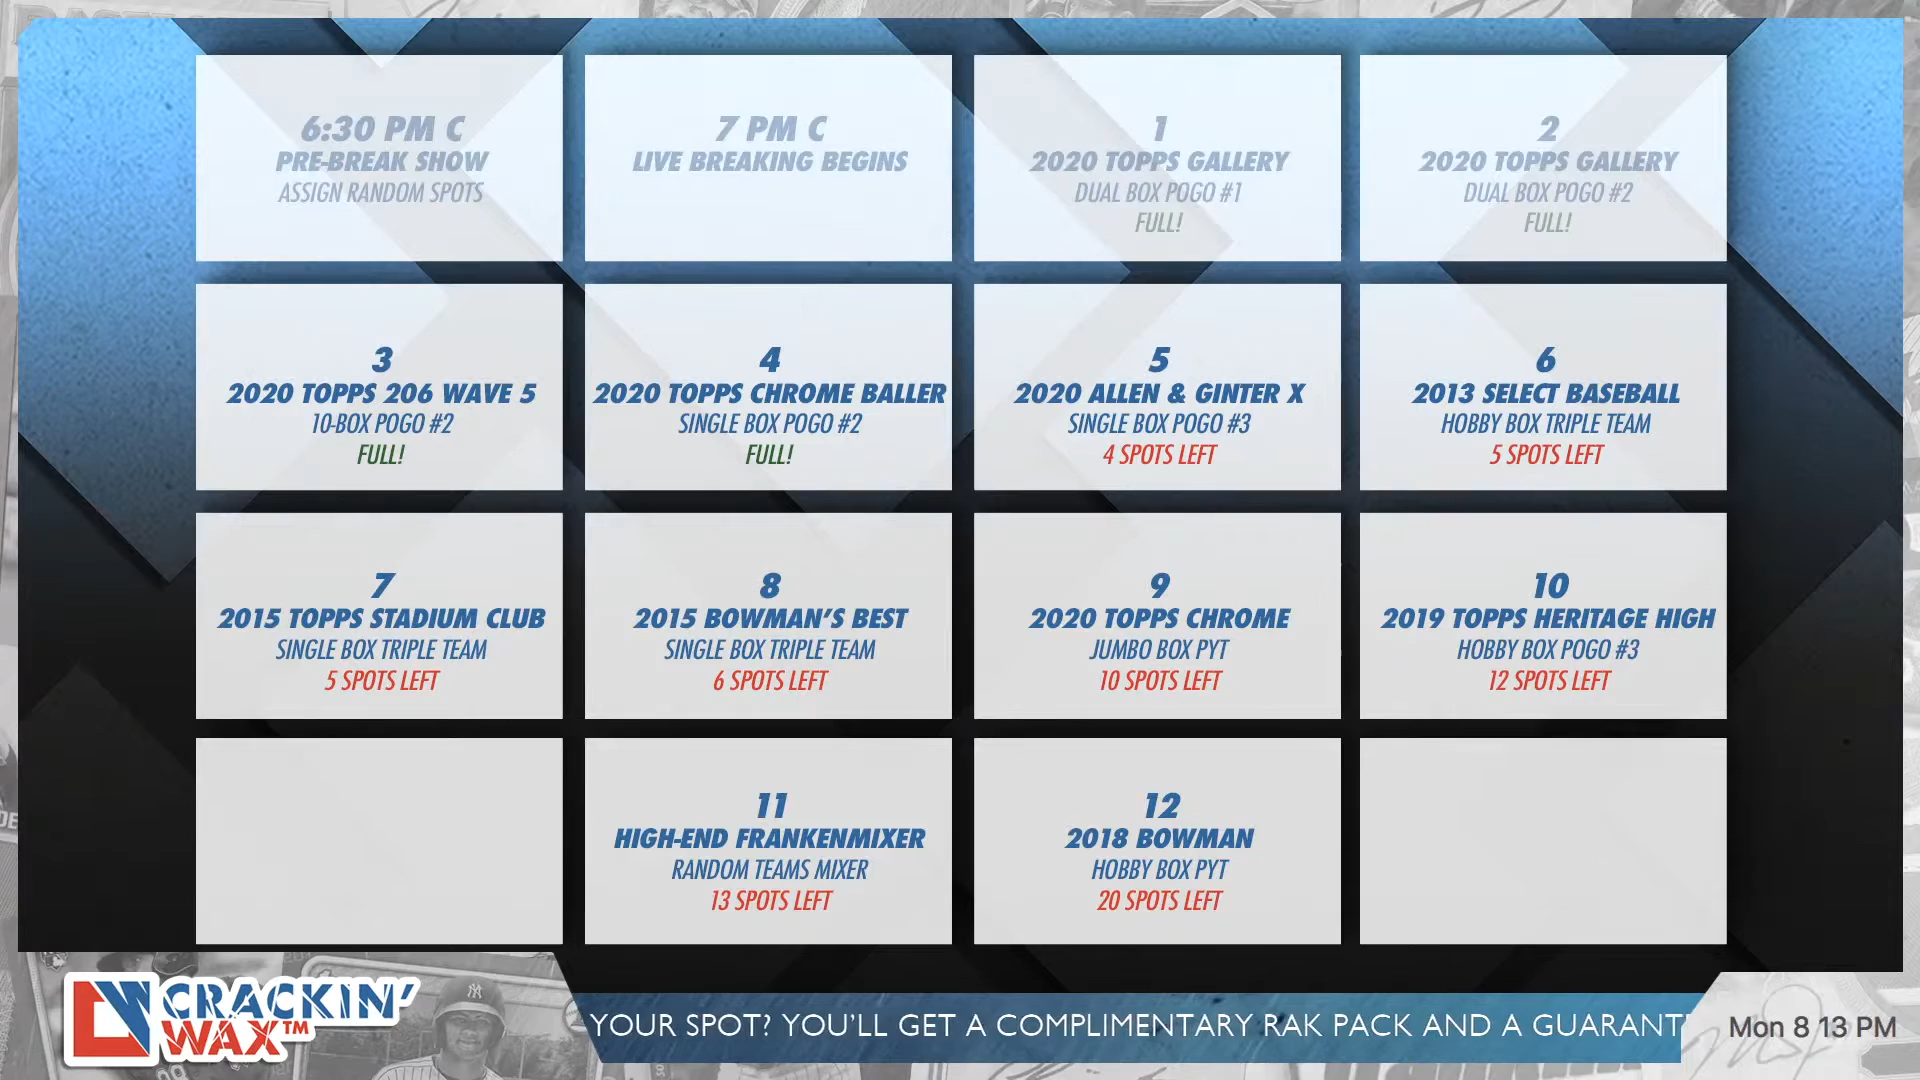 6:30 PM C
PRE-BREAK SHOW
ASSIGN RANDOM SPOTS
7 PM C
LIVE BREAKING BEGINS
1
2020 TOPPS GALLERY
DUAL BOX POGO #1
FULL!
2
2020 TOPPS GALLERY
DUAL BOX POGO #2
FULL!
3
2020 TOPPS 206 WAVE 5
10-BOX POGO #2
FULL!
4
2020 TOPPS CHROME BALLER
SINGLE BOX POGO #2
FULL!
5
2020 ALLEN & GINTER X
SINGLE BOX POGO #3
4 SPOTS LEFT
6
2013 SELECT BASEBALL
HOBBY BOX TRIPLE TEAM
5 SPOTS LEFT
7
2015 TOPPS STADIUM CLUB
SINGLE BOX TRIPLE TEAM
5 SPOTS LEFT
8
2015 BOWMAN'S BEST
SINGLE BOX TRIPLE TEAM
6 SPOTS LEFT
9
2020 TOPPS CHROME
JUMBO BOX PYT
10 SPOTS LEFT
10
2019 TOPPS HERITAGE HIGH
HOBBY BOX POGO #3
12 SPOTS LEFT
11
HIGH-END FRANKENMIXER
RANDOM TEAMS MIXER
13 SPOTS LEFT
12
2018 BOWMAN
HOBBY BOX PYT
20 SPOTS LEFT
CRACKIN'
WAX™
YOUR SPOT? YOU'LL GET A COMPLIMENTARY RAK PACK AND A GUARANT
Mon 8 13 PM